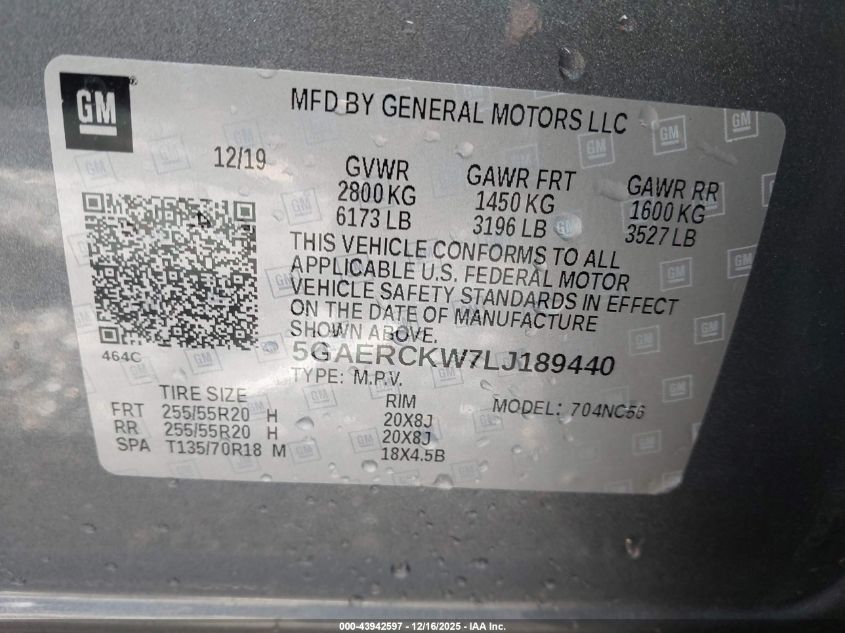 GM
MFD BY GENERAL MOTORS LLC
12/19
GVWR
2800 KG
6173 LB
GAWR FRT
1450 KG
3196 LB
GAWR RR
1600 KG
3527 LB
THIS VEHICLE CONFORMS TO ALL
APPLICABLE U.S. FEDERAL MOTOR
VEHICLE SAFETY STANDARDS IN EFFECT
ON THE DATE OF MANUFACTURE
SHOWN ABOVE.
464C
5GAERCKW7LJ189440
TYPE: M.P.V.
MODEL: 704NC56
TIRE SIZE RIM
FRT 255/55R20 H 20X8J
RR 255/55R20 H 20X8J
SPA T135/70R18 M 18X4.5B
000-43942597 - 12/16/2025 - IAA Inc.